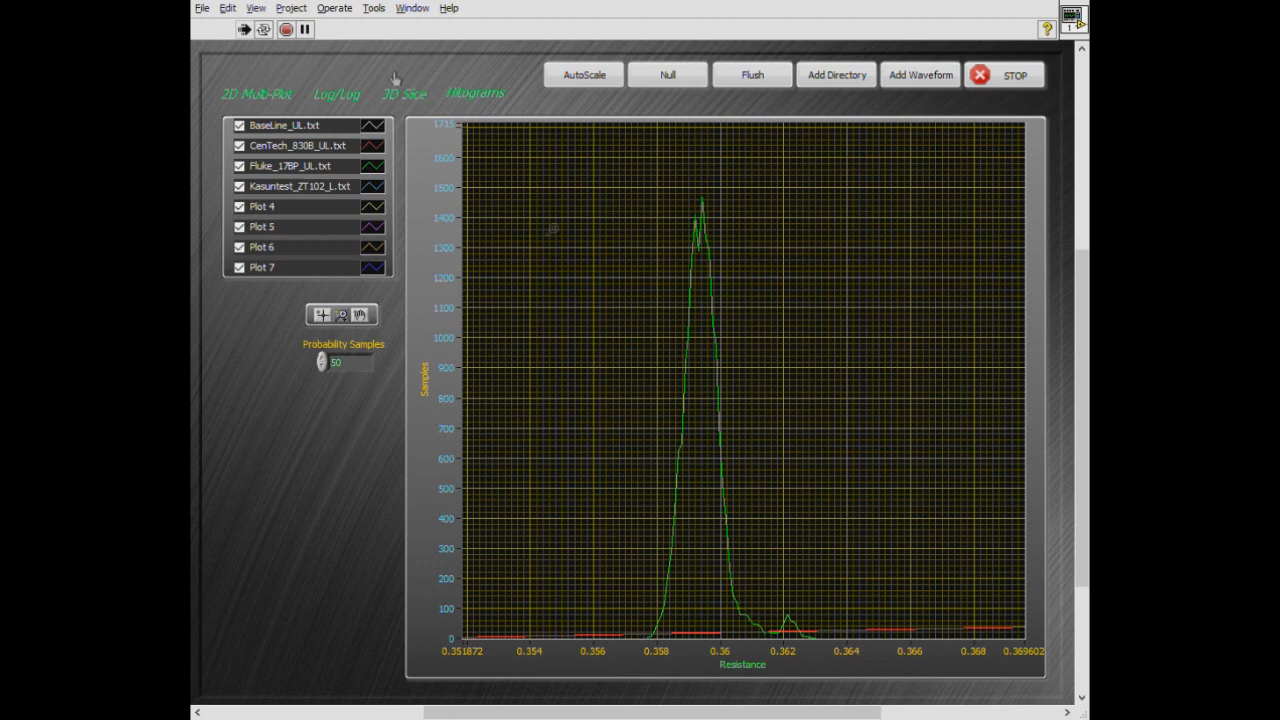 File Edit View Project Operate Tools Window Help
?
1
AutoScale Null Flush Add Directory Add Waveform STOP
2D Multi-Plot Log/Log 3D Slice Hitograms
BaseLine_UL.txt
CenTech_830B_UL.txt
Fluke_17BP_UL.txt
Kasuntest_ZT102_L.txt
Plot 4
Plot 5
Plot 6
Plot 7
Probability Samples
50
1715
1600
1500
1400
1300
1200
1100
1000
900
800
700
600
500
400
300
200
100
0
Samples
0.351872 0.354 0.356 0.358 0.36 0.362 0.364 0.366 0.368 0.369602
Resistance